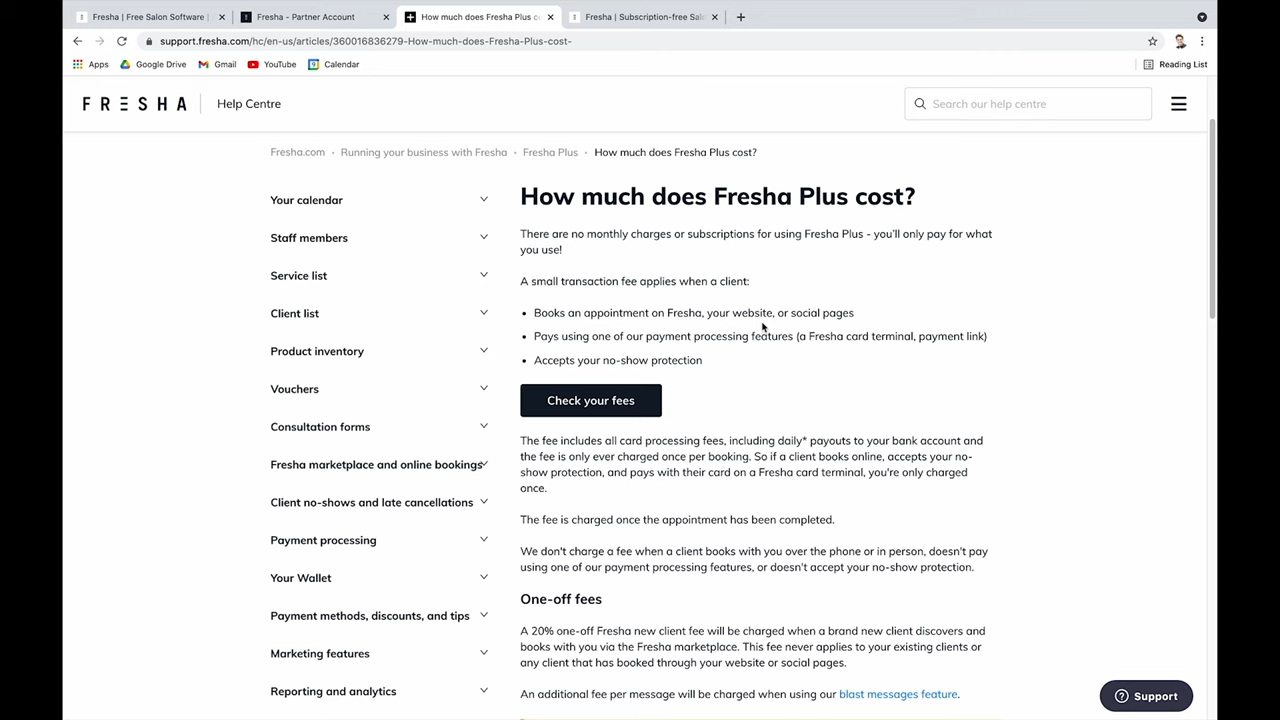 Fresha | Free Salon Software |
Fresha - Partner Account
How much does Fresha Plus co
Fresha | Subscription-free Sal
support.fresha.com/hc/en-us/articles/360016836279-How-much-does-Fresha-Plus-cost-
Apps
Google Drive
Gmail
YouTube
Calendar
Reading List
FRESHA
Help Centre
Search our help centre
Fresha.com · Running your business with Fresha · Fresha Plus · How much does Fresha Plus cost?
Your calendar
Staff members
Service list
Client list
Product inventory
Vouchers
Consultation forms
Fresha marketplace and online bookings
Client no-shows and late cancellations
Payment processing
Your Wallet
Payment methods, discounts, and tips
Marketing features
Reporting and analytics
How much does Fresha Plus cost?
There are no monthly charges or subscriptions for using Fresha Plus - you'll only pay for what
you use!
A small transaction fee applies when a client:
• Books an appointment on Fresha, your website, or social pages
• Pays using one of our payment processing features (a Fresha card terminal, payment link)
• Accepts your no-show protection
Check your fees
The fee includes all card processing fees, including daily* payouts to your bank account and
the fee is only ever charged once per booking. So if a client books online, accepts your no-
show protection, and pays with their card on a Fresha card terminal, you're only charged
once.
The fee is charged once the appointment has been completed.
We don't charge a fee when a client books with you over the phone or in person, doesn't pay
using one of our payment processing features, or doesn't accept your no-show protection.
One-off fees
A 20% one-off Fresha new client fee will be charged when a brand new client discovers and
books with you via the Fresha marketplace. This fee never applies to your existing clients or
any client that has booked through your website or social pages.
An additional fee per message will be charged when using our blast messages feature.
Support